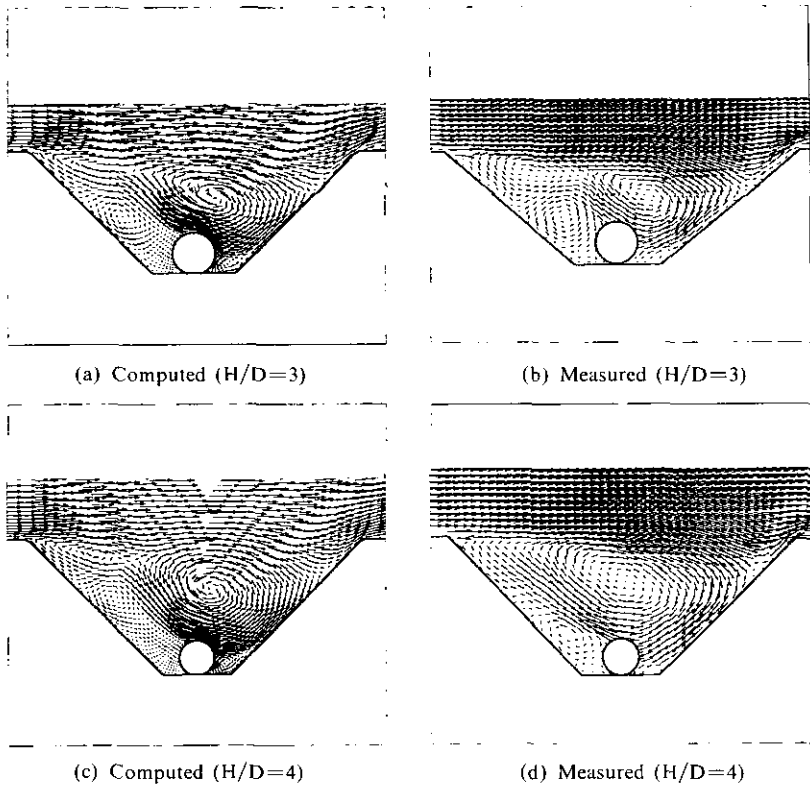 (a) Computed (H/D=3)
(b) Measured (H/D=3)
(c) Computed (H/D=4)
(d) Measured (H/D=4)